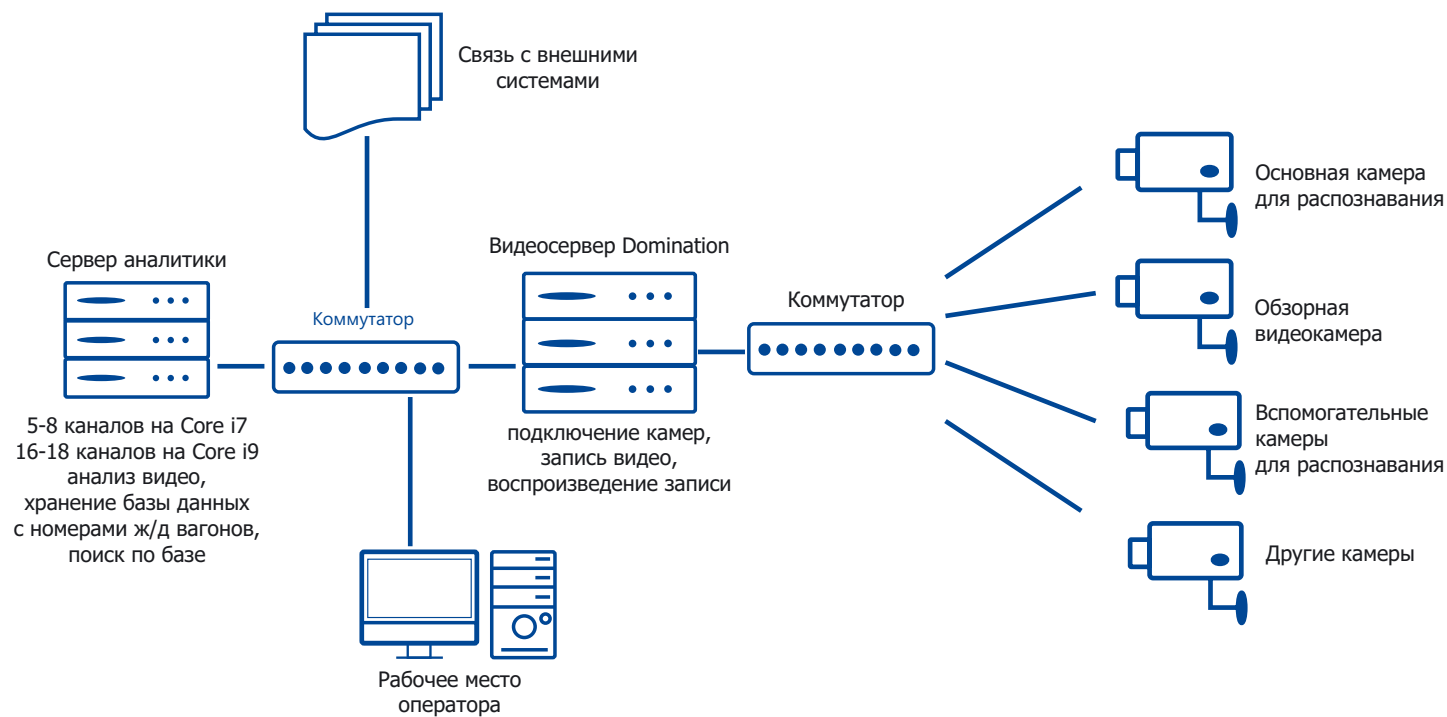 Связь с внешними
системами
Сервер аналитики
Коммутатор
Видеосервер Domination
Коммутатор
Основная камера
для распознавания
Обзорная
видеокамера
Вспомогательные
камеры
для распознавания
Другие камеры
5-8 каналов на Core i7
16-18 каналов на Core i9
анализ видео,
хранение базы данных
с номерами ж/д вагонов,
поиск по базе
подключение камер,
запись видео,
воспроизведение записи
Рабочее место
оператора